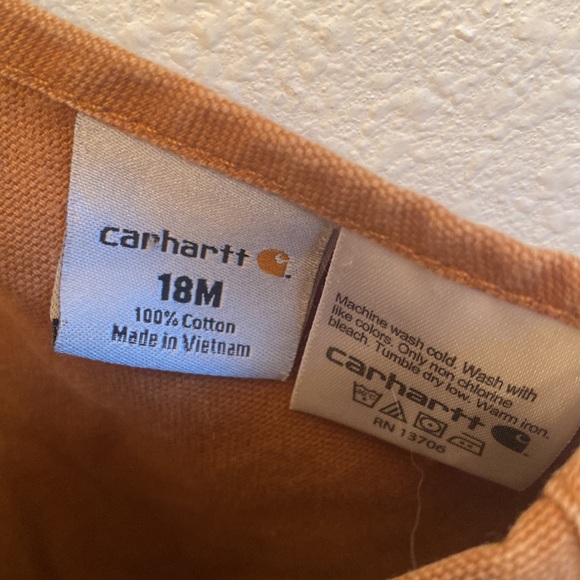 carhartt
18M
100% Cotton
Made in Vietnam
Machine wash cold. Wash with
like colors. Only non chlorine
bleach. Tumble dry low. Warm iron.
carhartt
RN 13706